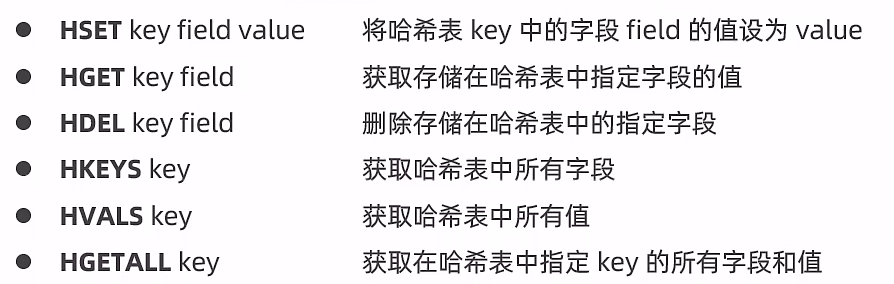 ● HSET key field value 将哈希表 key 中的字段 field 的值设为 value
● HGET key field 获取存储在哈希表中指定字段的值
● HDEL key field 删除存储在哈希表中的指定字段
● HKEYS key 获取哈希表中所有字段
● HVALS key 获取哈希表中所有值
● HGETALL key 获取在哈希表中指定 key 的所有字段和值